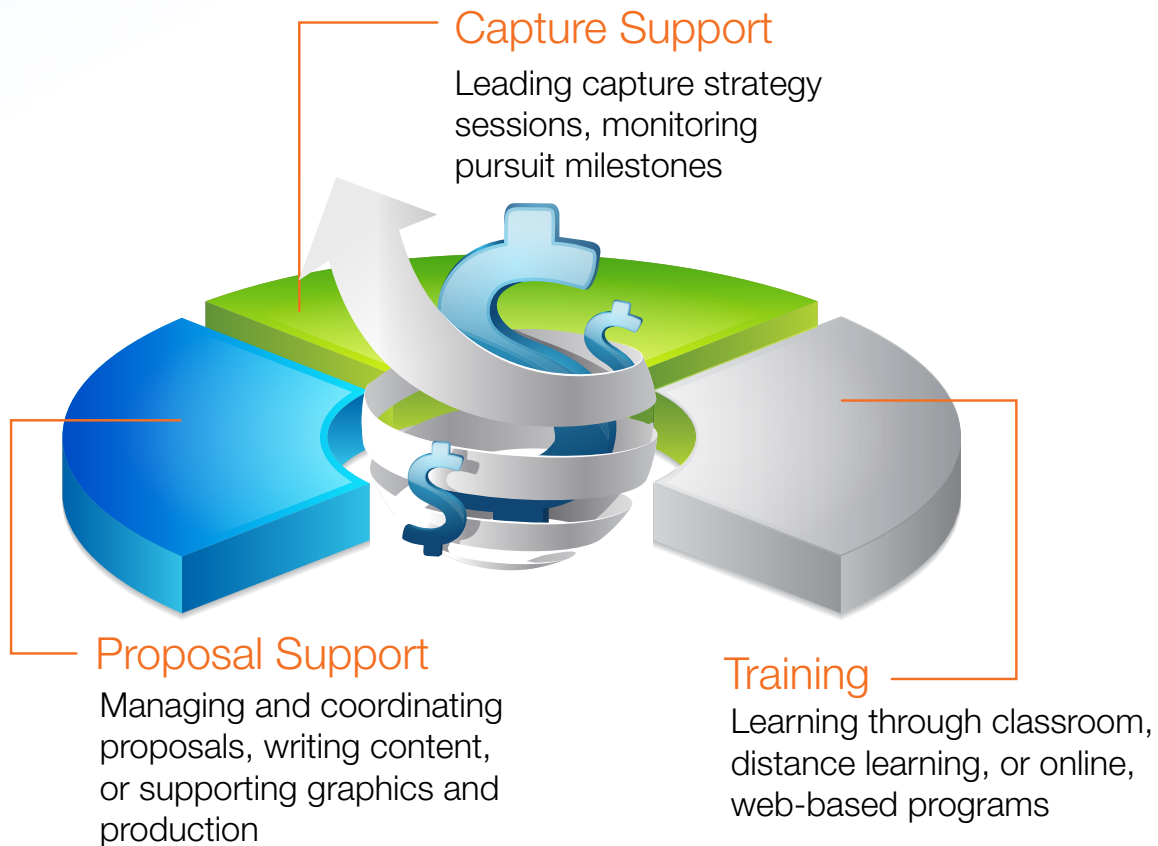 Capture Support
Leading capture strategy
sessions, monitoring
pursuit milestones
Proposal Support
Managing and coordinating
proposals, writing content,
or supporting graphics and
production
Training
Learning through classroom,
distance learning, or online,
web-based programs